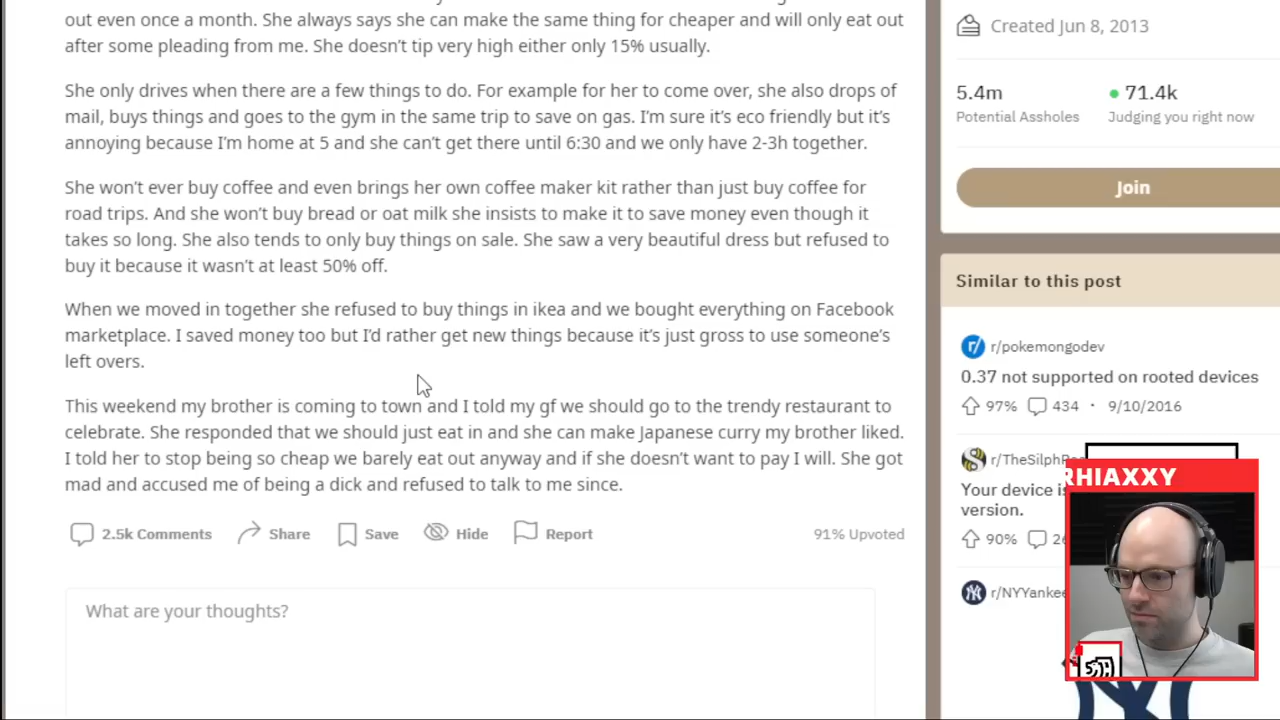 out even once a month. She always says she can make the same thing for cheaper and will only eat out
after some pleading from me. She doesn't tip very high either only 15% usually.
She only drives when there are a few things to do. For example for her to come over, she also drops of
mail, buys things and goes to the gym in the same trip to save on gas. I'm sure it's eco friendly but it's
annoying because I'm home at 5 and she can't get there until 6:30 and we only have 2-3h together.
She won't ever buy coffee and even brings her own coffee maker kit rather than just buy coffee for
road trips. And she won't buy bread or oat milk she insists to make it to save money even though it
takes so long. She also tends to only buy things on sale. She saw a very beautiful dress but refused to
buy it because it wasn't at least 50% off.
When we moved in together she refused to buy things in ikea and we bought everything on Facebook
marketplace. I saved money too but I'd rather get new things because it's just gross to use someone's
left overs.
This weekend my brother is coming to town and I told my gf we should go to the trendy restaurant to
celebrate. She responded that we should just eat in and she can make Japanese curry my brother liked.
I told her to stop being so cheap we barely eat out anyway and if she doesn't want to pay I will. She got
mad and accused me of being a dick and refused to talk to me since.
2.5k Comments Share Save Hide Report 91% Upvoted
What are your thoughts?
Created Jun 8, 2013
5.4m 71.4k
Potential Assholes Judging you right now
Join
Similar to this post
r/pokemongodev
0.37 not supported on rooted devices
97% 434 · 9/10/2016
r/TheSilphR
Your device i
version.
90% 2
r/NYYanke
RHIAXXY